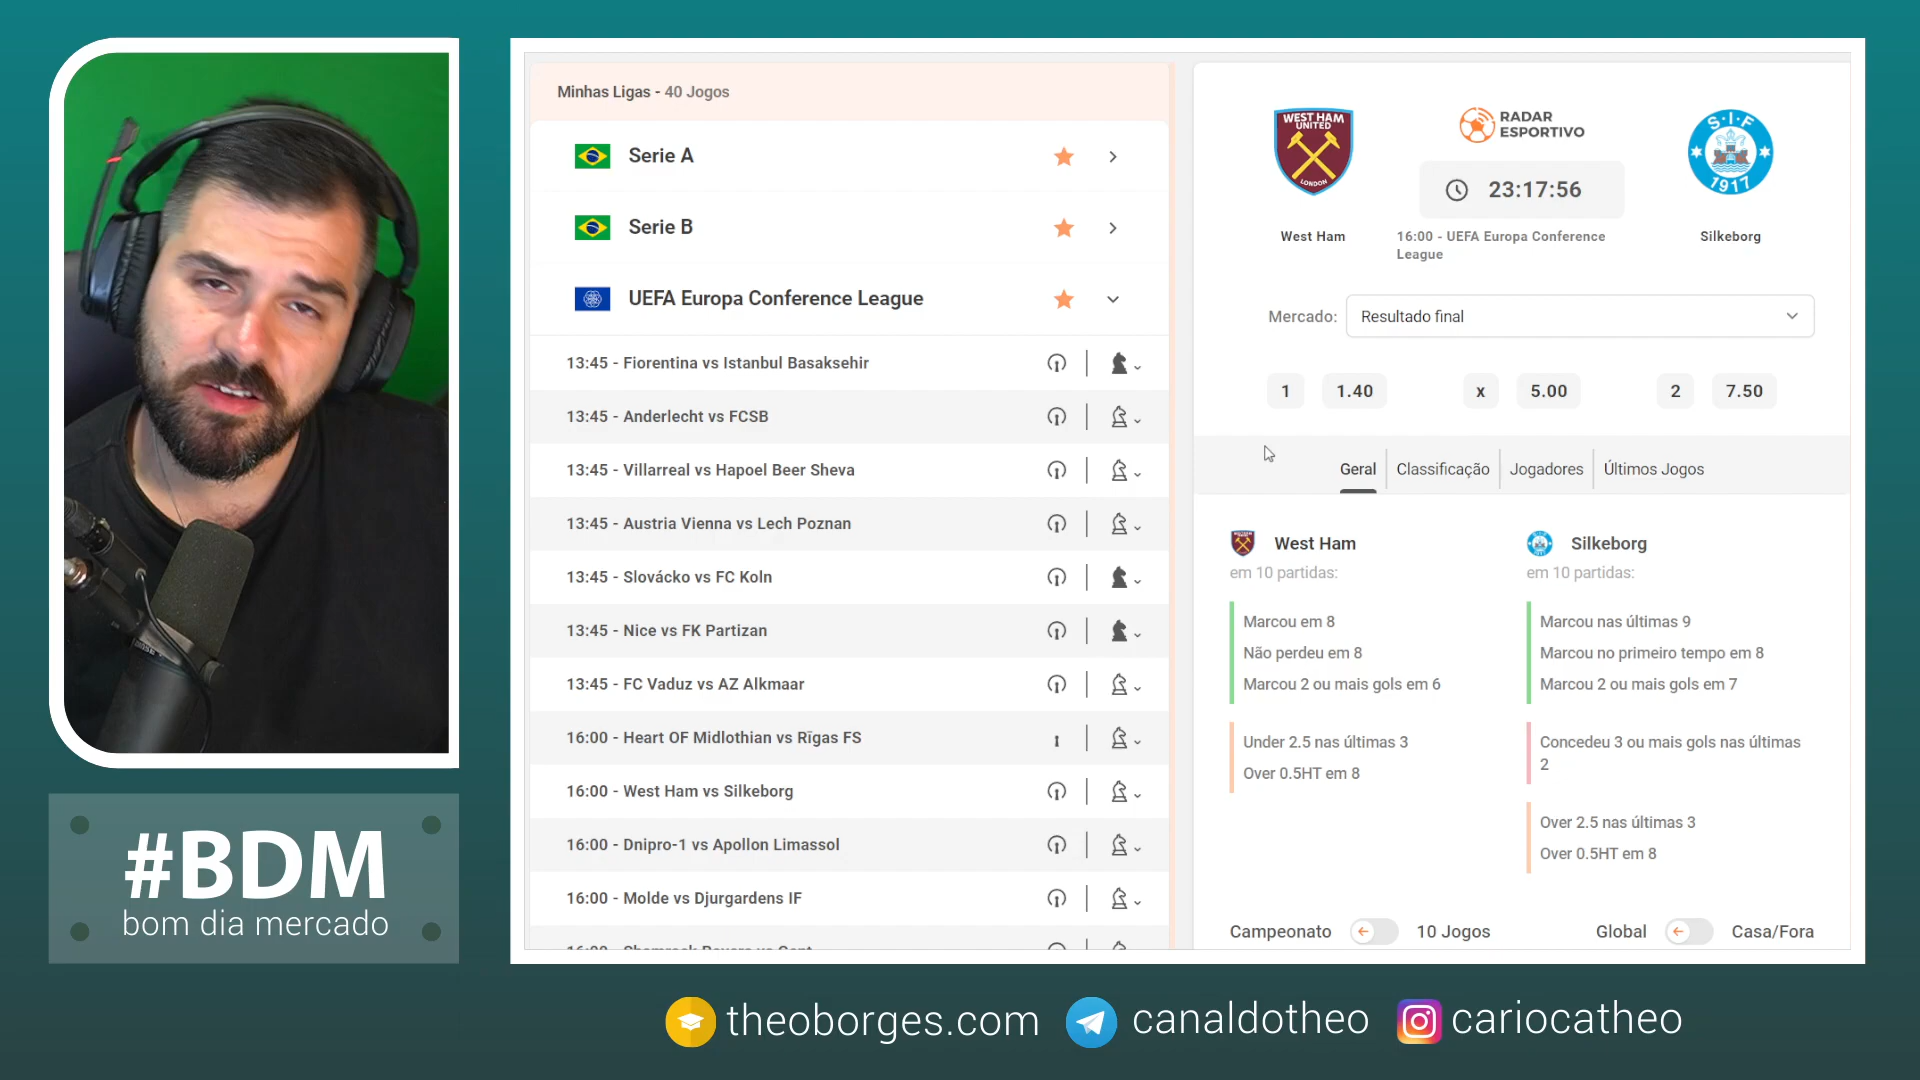 #BDM
bom dia mercado
Minhas Ligas - 40 Jogos
Serie A
Serie B
UEFA Europa Conference League
13:45 - Fiorentina vs Istanbul Basaksehir
13:45 - Anderlecht vs FCSB
13:45 - Villarreal vs Hapoel Beer Sheva
13:45 - Austria Vienna vs Lech Poznan
13:45 - Slovácko vs FC Koln
13:45 - Nice vs FK Partizan
13:45 - FC Vaduz vs AZ Alkmaar
16:00 - Heart OF Midlothian vs Rīgas FS
16:00 - West Ham vs Silkeborg
16:00 - Dnipro-1 vs Apollon Limassol
16:00 - Molde vs Djurgardens IF
WEST HAM
UNITED
LONDON
West Ham
RADAR
ESPORTIVO
23:17:56
16:00 - UEFA Europa Conference
League
S·I·F
1917
Silkeborg
Mercado: Resultado final
1 1.40 x 5.00 2 7.50
Geral Classificação Jogadores Últimos Jogos
West Ham
em 10 partidas:
Marcou em 8
Não perdeu em 8
Marcou 2 ou mais gols em 6
Under 2.5 nas últimas 3
Over 0.5HT em 8
Silkeborg
em 10 partidas:
Marcou nas últimas 9
Marcou no primeiro tempo em 8
Marcou 2 ou mais gols em 7
Concedeu 3 ou mais gols nas últimas
2
Over 2.5 nas últimas 3
Over 0.5HT em 8
Campeonato 10 Jogos Global Casa/Fora
theoborges.com canaldotheo cariocatheo